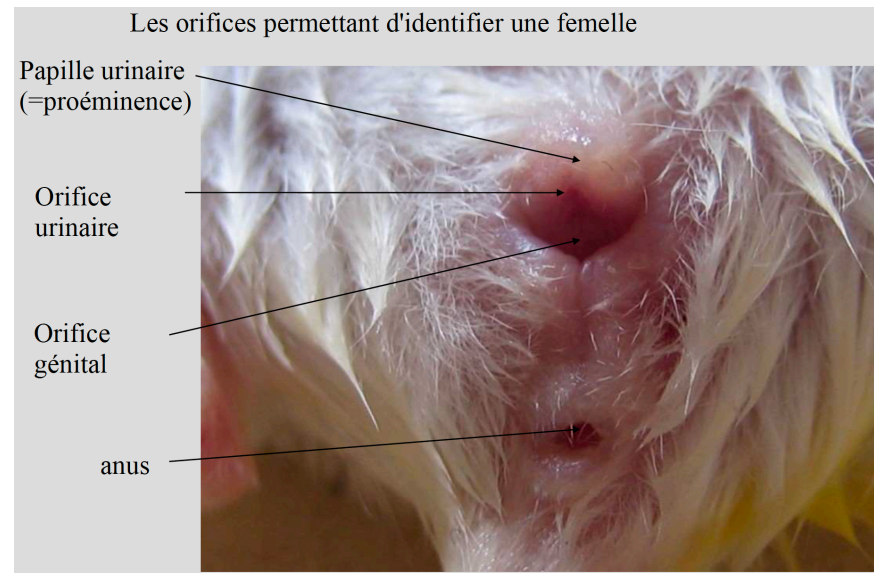 Les orifices permettant d'identifier une femelle
Papille urinaire
(=proéminence)
Orifice
urinaire
Orifice
génital
anus